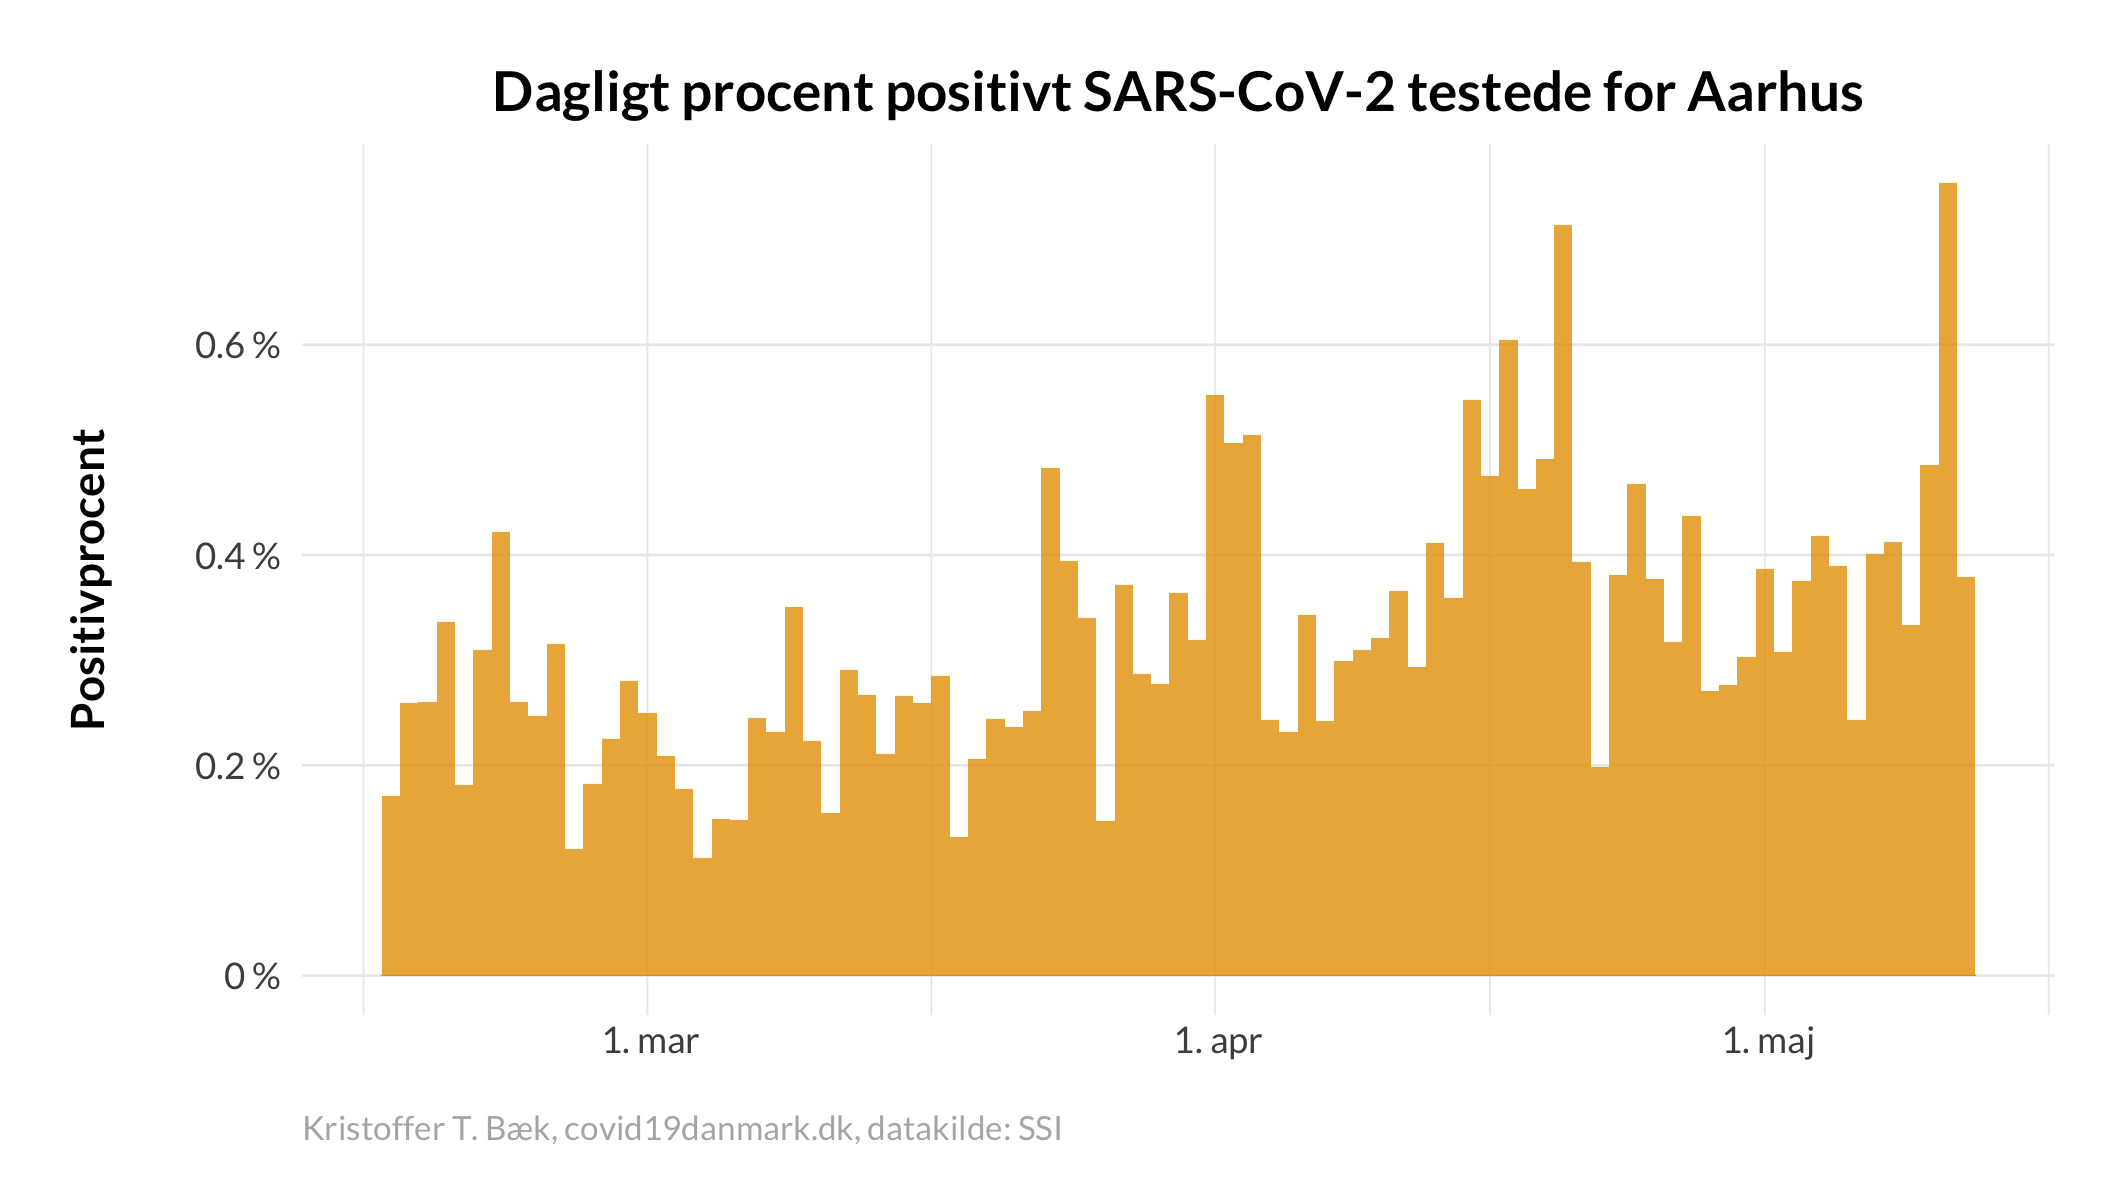 Dagligt procent positivt SARS-CoV-2 testede for Aarhus
Positivprocent
0.6 %
0.4 %
0.2 %
0 %
1. mar
1. apr
1. maj
Kristoffer T. Bæk, covid19danmark.dk, datakilde: SSI